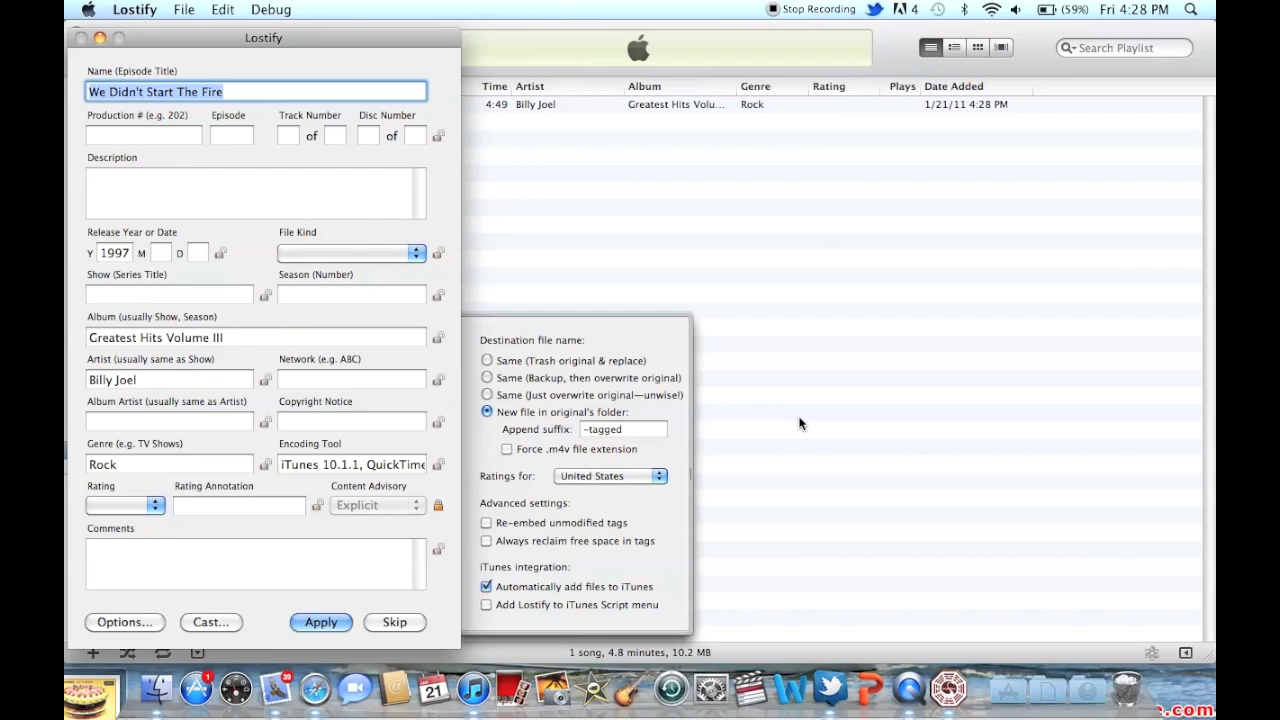 Lostify File Edit Debug Stop Recording 4 (59%) Fri 4:28 PM
Lostify
Search Playlist
Time Artist Album Genre Rating Plays Date Added
4:49 Billy Joel Greatest Hits Volu... Rock 1/21/11 4:28 PM
Name (Episode Title)
We Didn't Start The Fire
Production # (e.g. 202) Episode Track Number Disc Number
of of
Description
Release Year or Date File Kind
Y 1997 M D
Show (Series Title) Season (Number)
Album (usually Show, Season)
Greatest Hits Volume III
Artist (usually same as Show) Network (e.g. ABC)
Billy Joel
Album Artist (usually same as Artist) Copyright Notice
Genre (e.g. TV Shows) Encoding Tool
Rock iTunes 10.1.1, QuickTime
Rating Rating Annotation Content Advisory
Explicit
Comments
Options... Cast... Apply Skip
Destination file name:
Same (Trash original & replace)
Same (Backup, then overwrite original)
Same (Just overwrite original—unwise!)
New file in original's folder:
Append suffix: -tagged
Force .m4v file extension
Ratings for: United States
Advanced settings:
Re-embed unmodified tags
Always reclaim free space in tags
iTunes integration:
Automatically add files to iTunes
Add Lostify to iTunes Script menu
1 song, 4.8 minutes, 10.2 MB
1 39 21
e.com